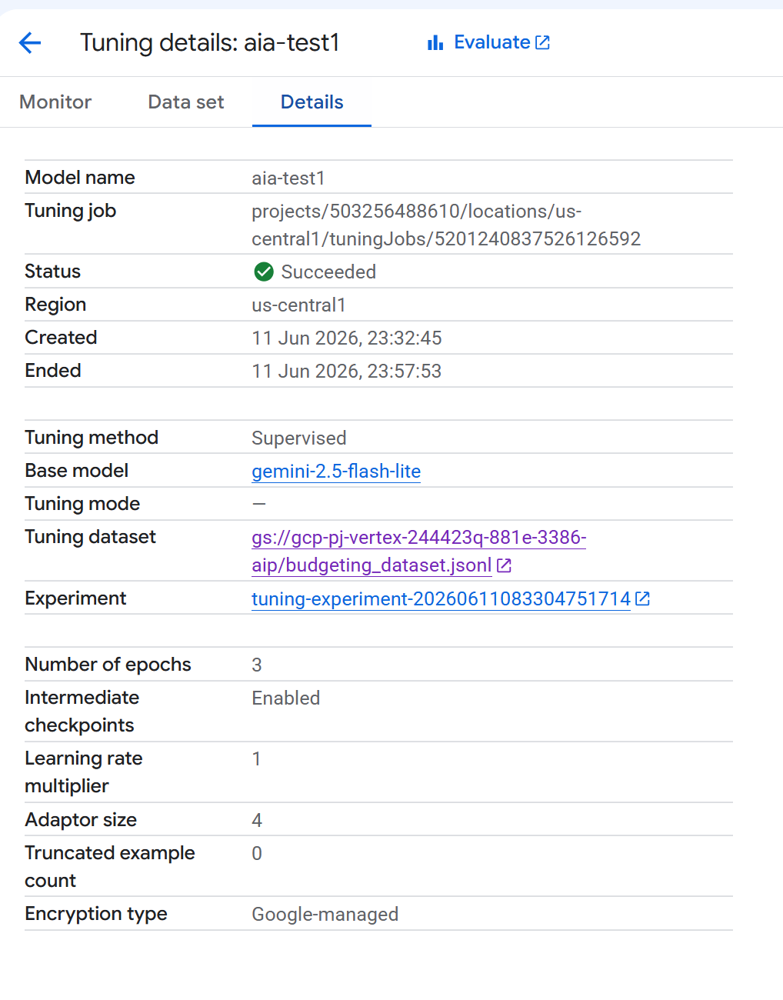 Tuning details: aia-test1
Evaluate
Monitor
Data set
Details
Model name
aia-test1
Tuning job
projects/503256488610/locations/us-
central1/tuningJobs/5201240837526126592
Status
Succeeded
Region
us-central1
Created
11 Jun 2026, 23:32:45
Ended
11 Jun 2026, 23:57:53
Tuning method
Supervised
Base model
gemini-2.5-flash-lite
Tuning mode
—
Tuning dataset
gs://gcp-pj-vertex-244423q-881e-3386-
aip/budgeting_dataset.jsonl
Experiment
tuning-experiment-20260611083304751714
Number of epochs
3
Intermediate
checkpoints
Enabled
Learning rate
multiplier
1
Adaptor size
4
Truncated example
count
0
Encryption type
Google-managed